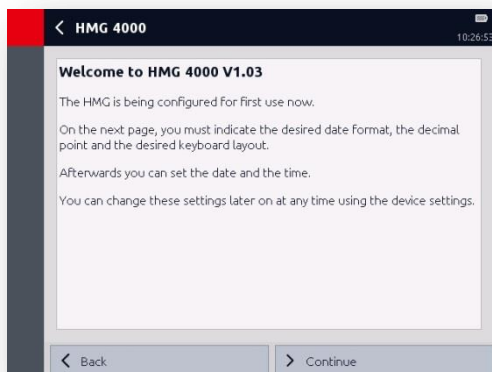 HMG 4000
10:26:53
Welcome to HMG 4000 V1.03
The HMG is being configured for first use now.
On the next page, you must indicate the desired date format, the decimal
point and the desired keyboard layout.
Afterwards you can set the date and the time.
You can change these settings later on at any time using the device settings.
Back
Continue